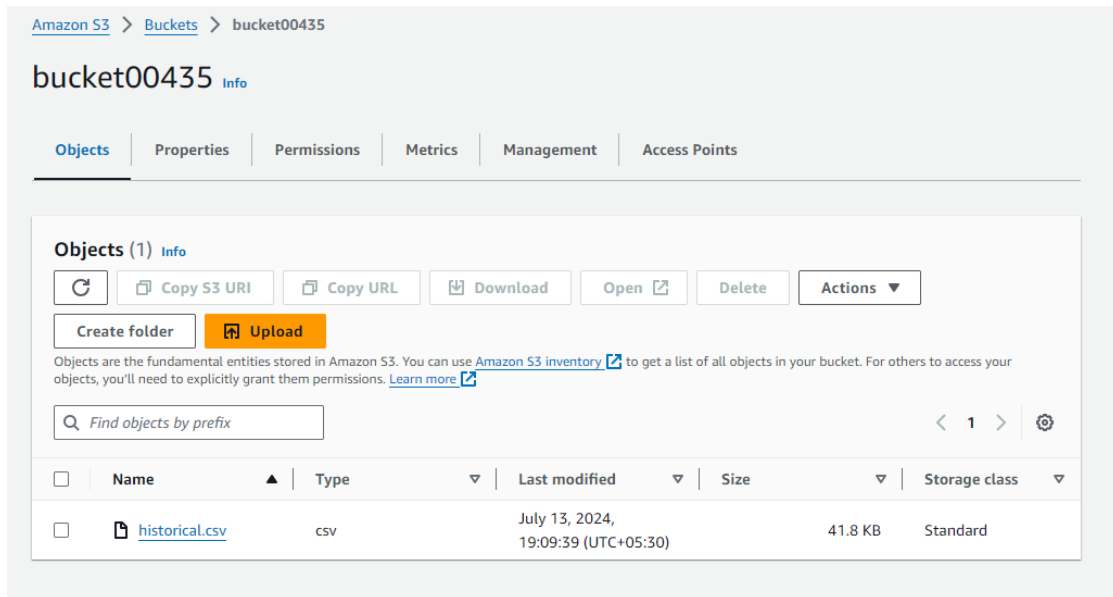 Amazon S3 > Buckets > bucket00435
bucket00435 Info
Objects Properties Permissions Metrics Management Access Points
Objects (1) Info
Copy S3 URI Copy URL Download Open Delete Actions
Create folder Upload
Objects are the fundamental entities stored in Amazon S3. You can use Amazon S3 inventory to get a list of all objects in your bucket. For others to access your
objects, you'll need to explicitly grant them permissions. Learn more
Find objects by prefix
1
Name Type Last modified Size Storage class
historical.csv csv July 13, 2024, 19:09:39 (UTC+05:30) 41.8 KB Standard